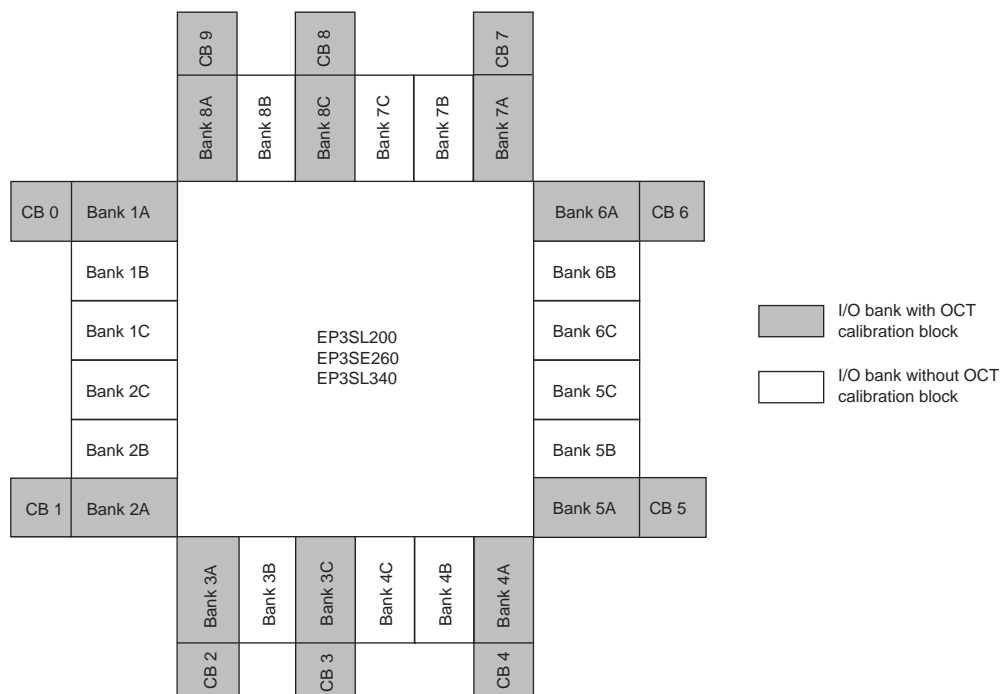 CB 9
CB 8
CB 7
Bank 8A
Bank 8B
Bank 8C
Bank 7C
Bank 7B
Bank 7A
CB 0
Bank 1A
Bank 6A
CB 6
Bank 1B
Bank 6B
Bank 1C
Bank 6C
EP3SL200
EP3SE260
EP3SL340
I/O bank with OCT
calibration block
I/O bank without OCT
calibration block
Bank 2C
Bank 5C
Bank 2B
Bank 5B
CB 1
Bank 2A
Bank 5A
CB 5
Bank 3A
Bank 3B
Bank 3C
Bank 4C
Bank 4B
Bank 4A
CB 2
CB 3
CB 4